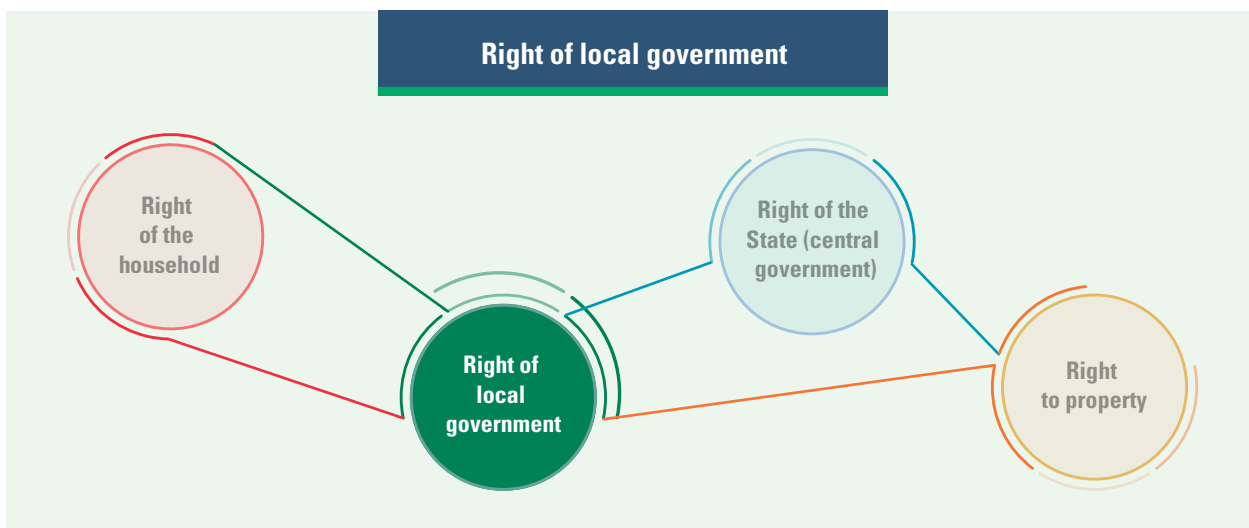 Right of local government
Right
of the
household
Right of
local
government
Right of the
State (central
government)
Right
to property